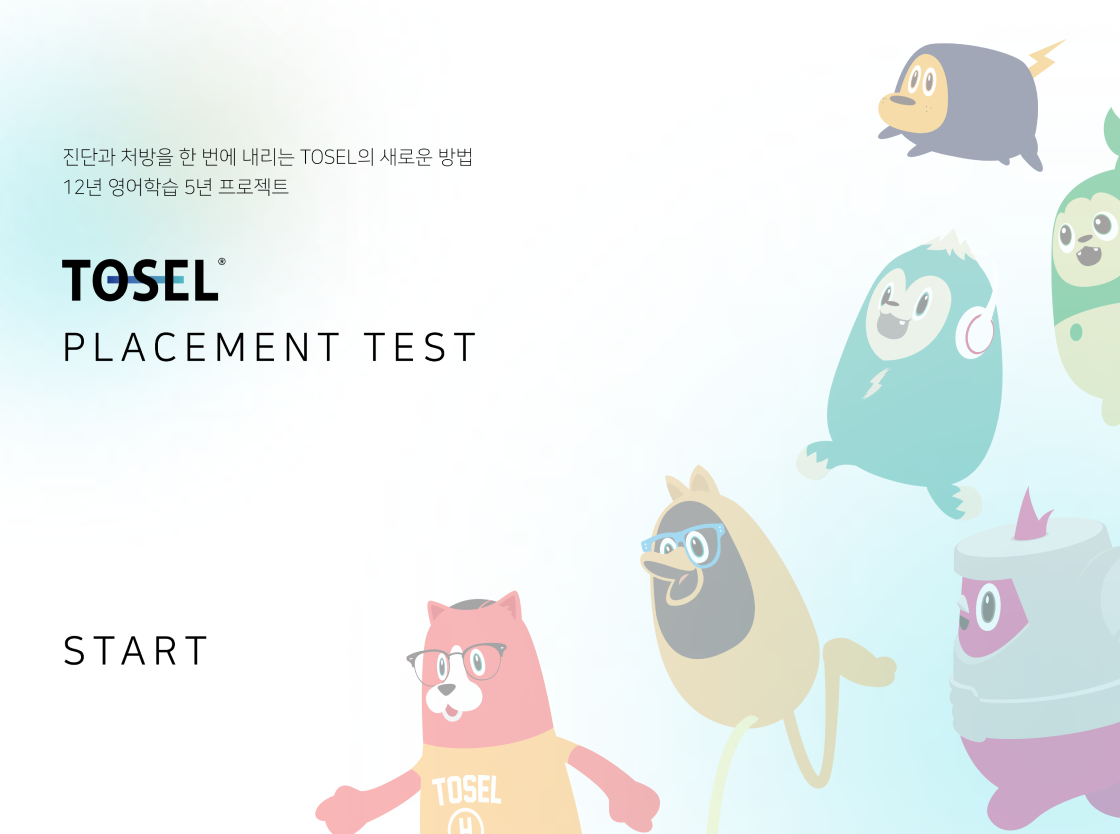 진단과 처방을 한 번에 내리는 TOSEL의 새로운 방법
12년 영어학습 5년 프로젝트
TOSEL®
PLACEMENT TEST
START
TOSEL
H